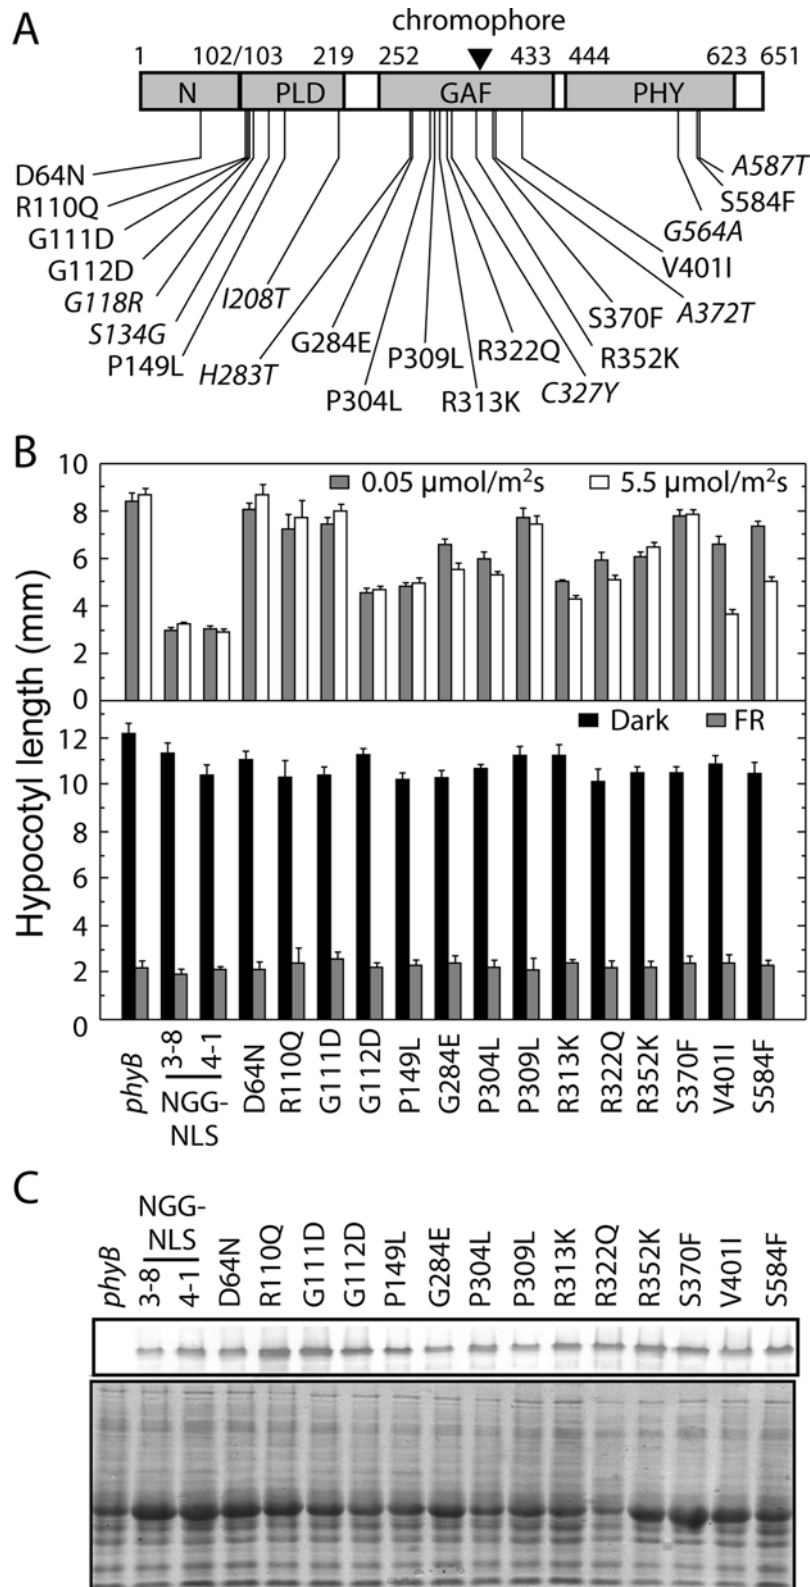 A
chromophore
1 102/103 219 252 433 444 623 651
N PLD GAF PHY
D64N
R110Q
G111D
G112D
G118R
S134G
P149L
I208T
H283T
G284E
P304L
P309L
R313K
R322Q
C327Y
R352K
S370F
A372T
V401I
G564A
S584F
A587T
B
0.05 µmol/m²s 5.5 µmol/m²s
10
8
6
4
2
0
Dark FR
12
10
8
6
4
2
0
Hypocotyl length (mm)
phyB 3-8 4-1 D64N R110Q G111D G112D P149L G284E P304L P309L R313K R322Q R352K S370F V401I S584F
NGG-
NLS
C
NGG-
NLS
phyB 3-8 4-1 D64N R110Q G111D G112D P149L G284E P304L P309L R313K R322Q R352K S370F V401I S584F